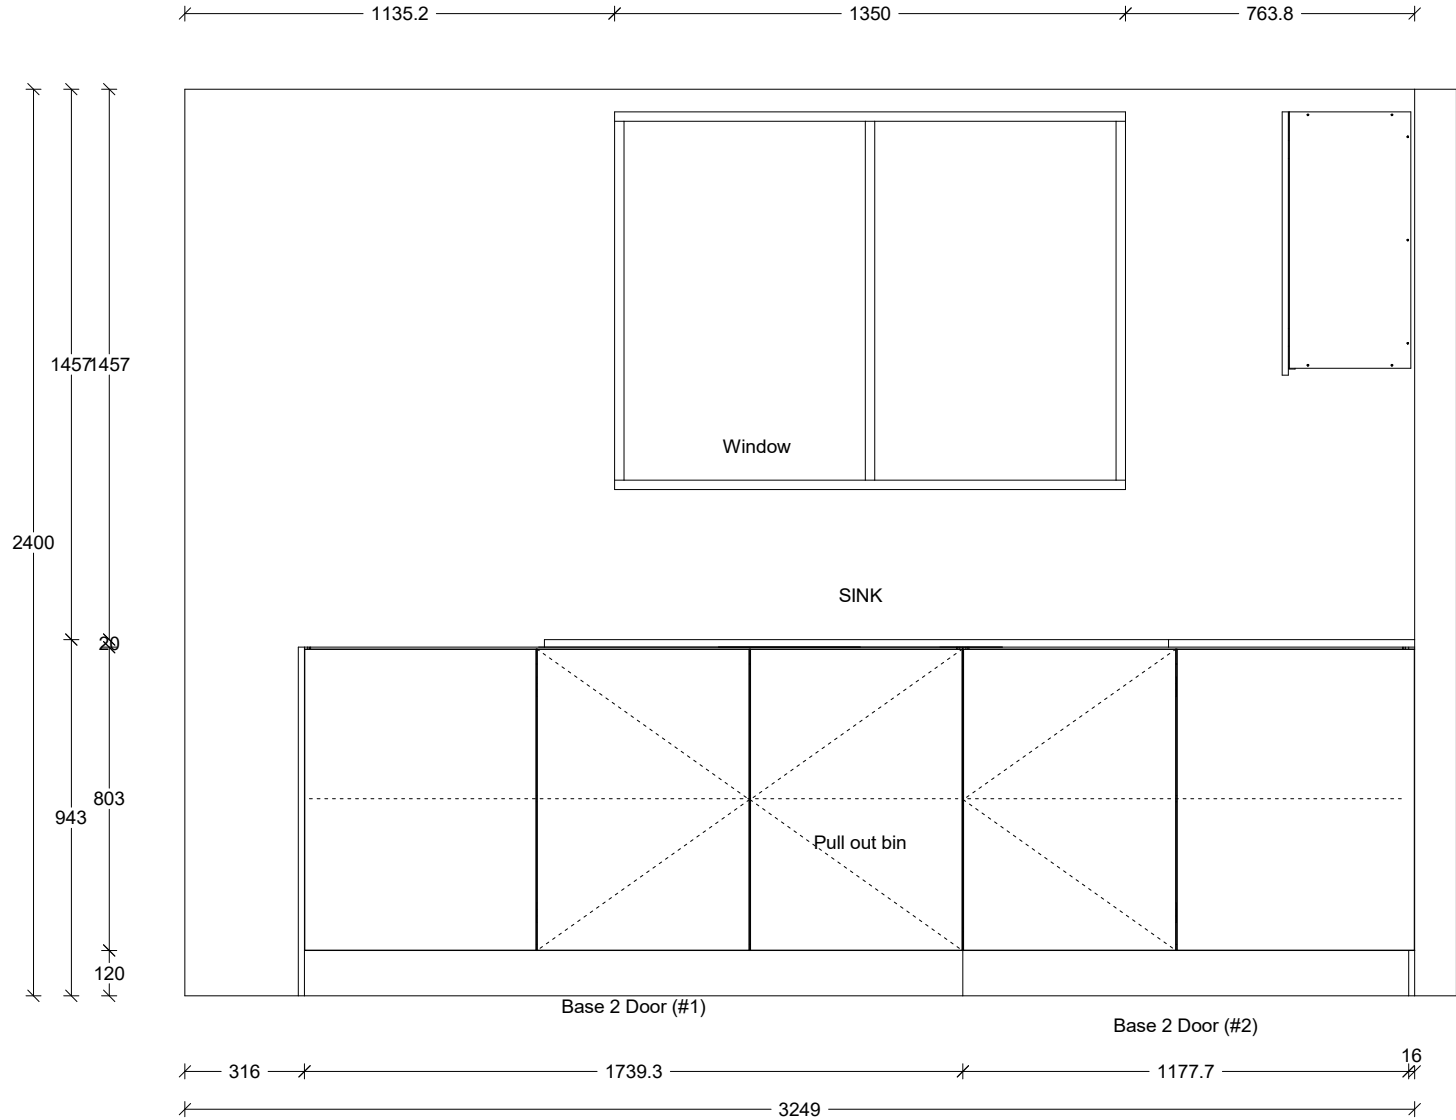 1135.2 1350 763.8
1457 1457
Window
2400
SINK
20
803
943
Pull out bin
120
Base 2 Door (#1)
Base 2 Door (#2)
16
316 1739.3 1177.7
3249